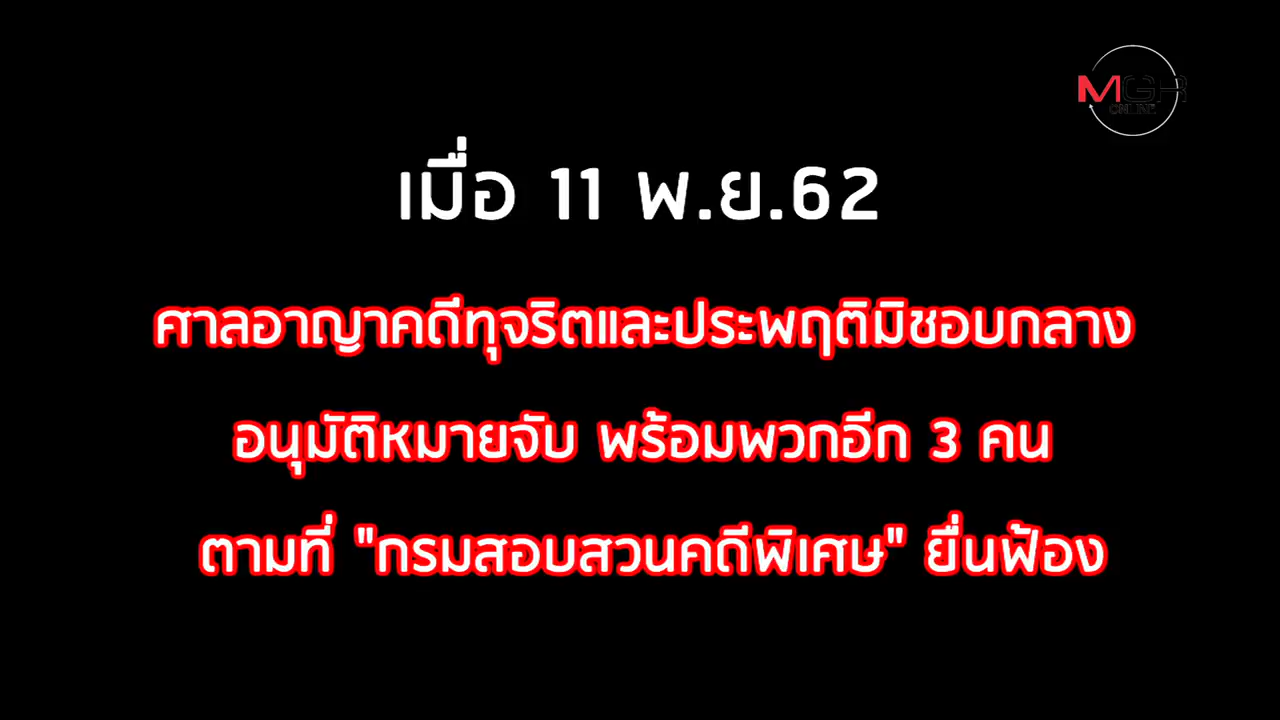 MGR
ONLINE
เมื่อ 11 พ.ย.62
ศาลอาญาคดีทุจริตและประพฤติมิชอบกลาง
อนุมัติหมายจับ พร้อมพวกอีก 3 คน
ตามที่ "กรมสอบสวนคดีพิเศษ" ยื่นฟ้อง